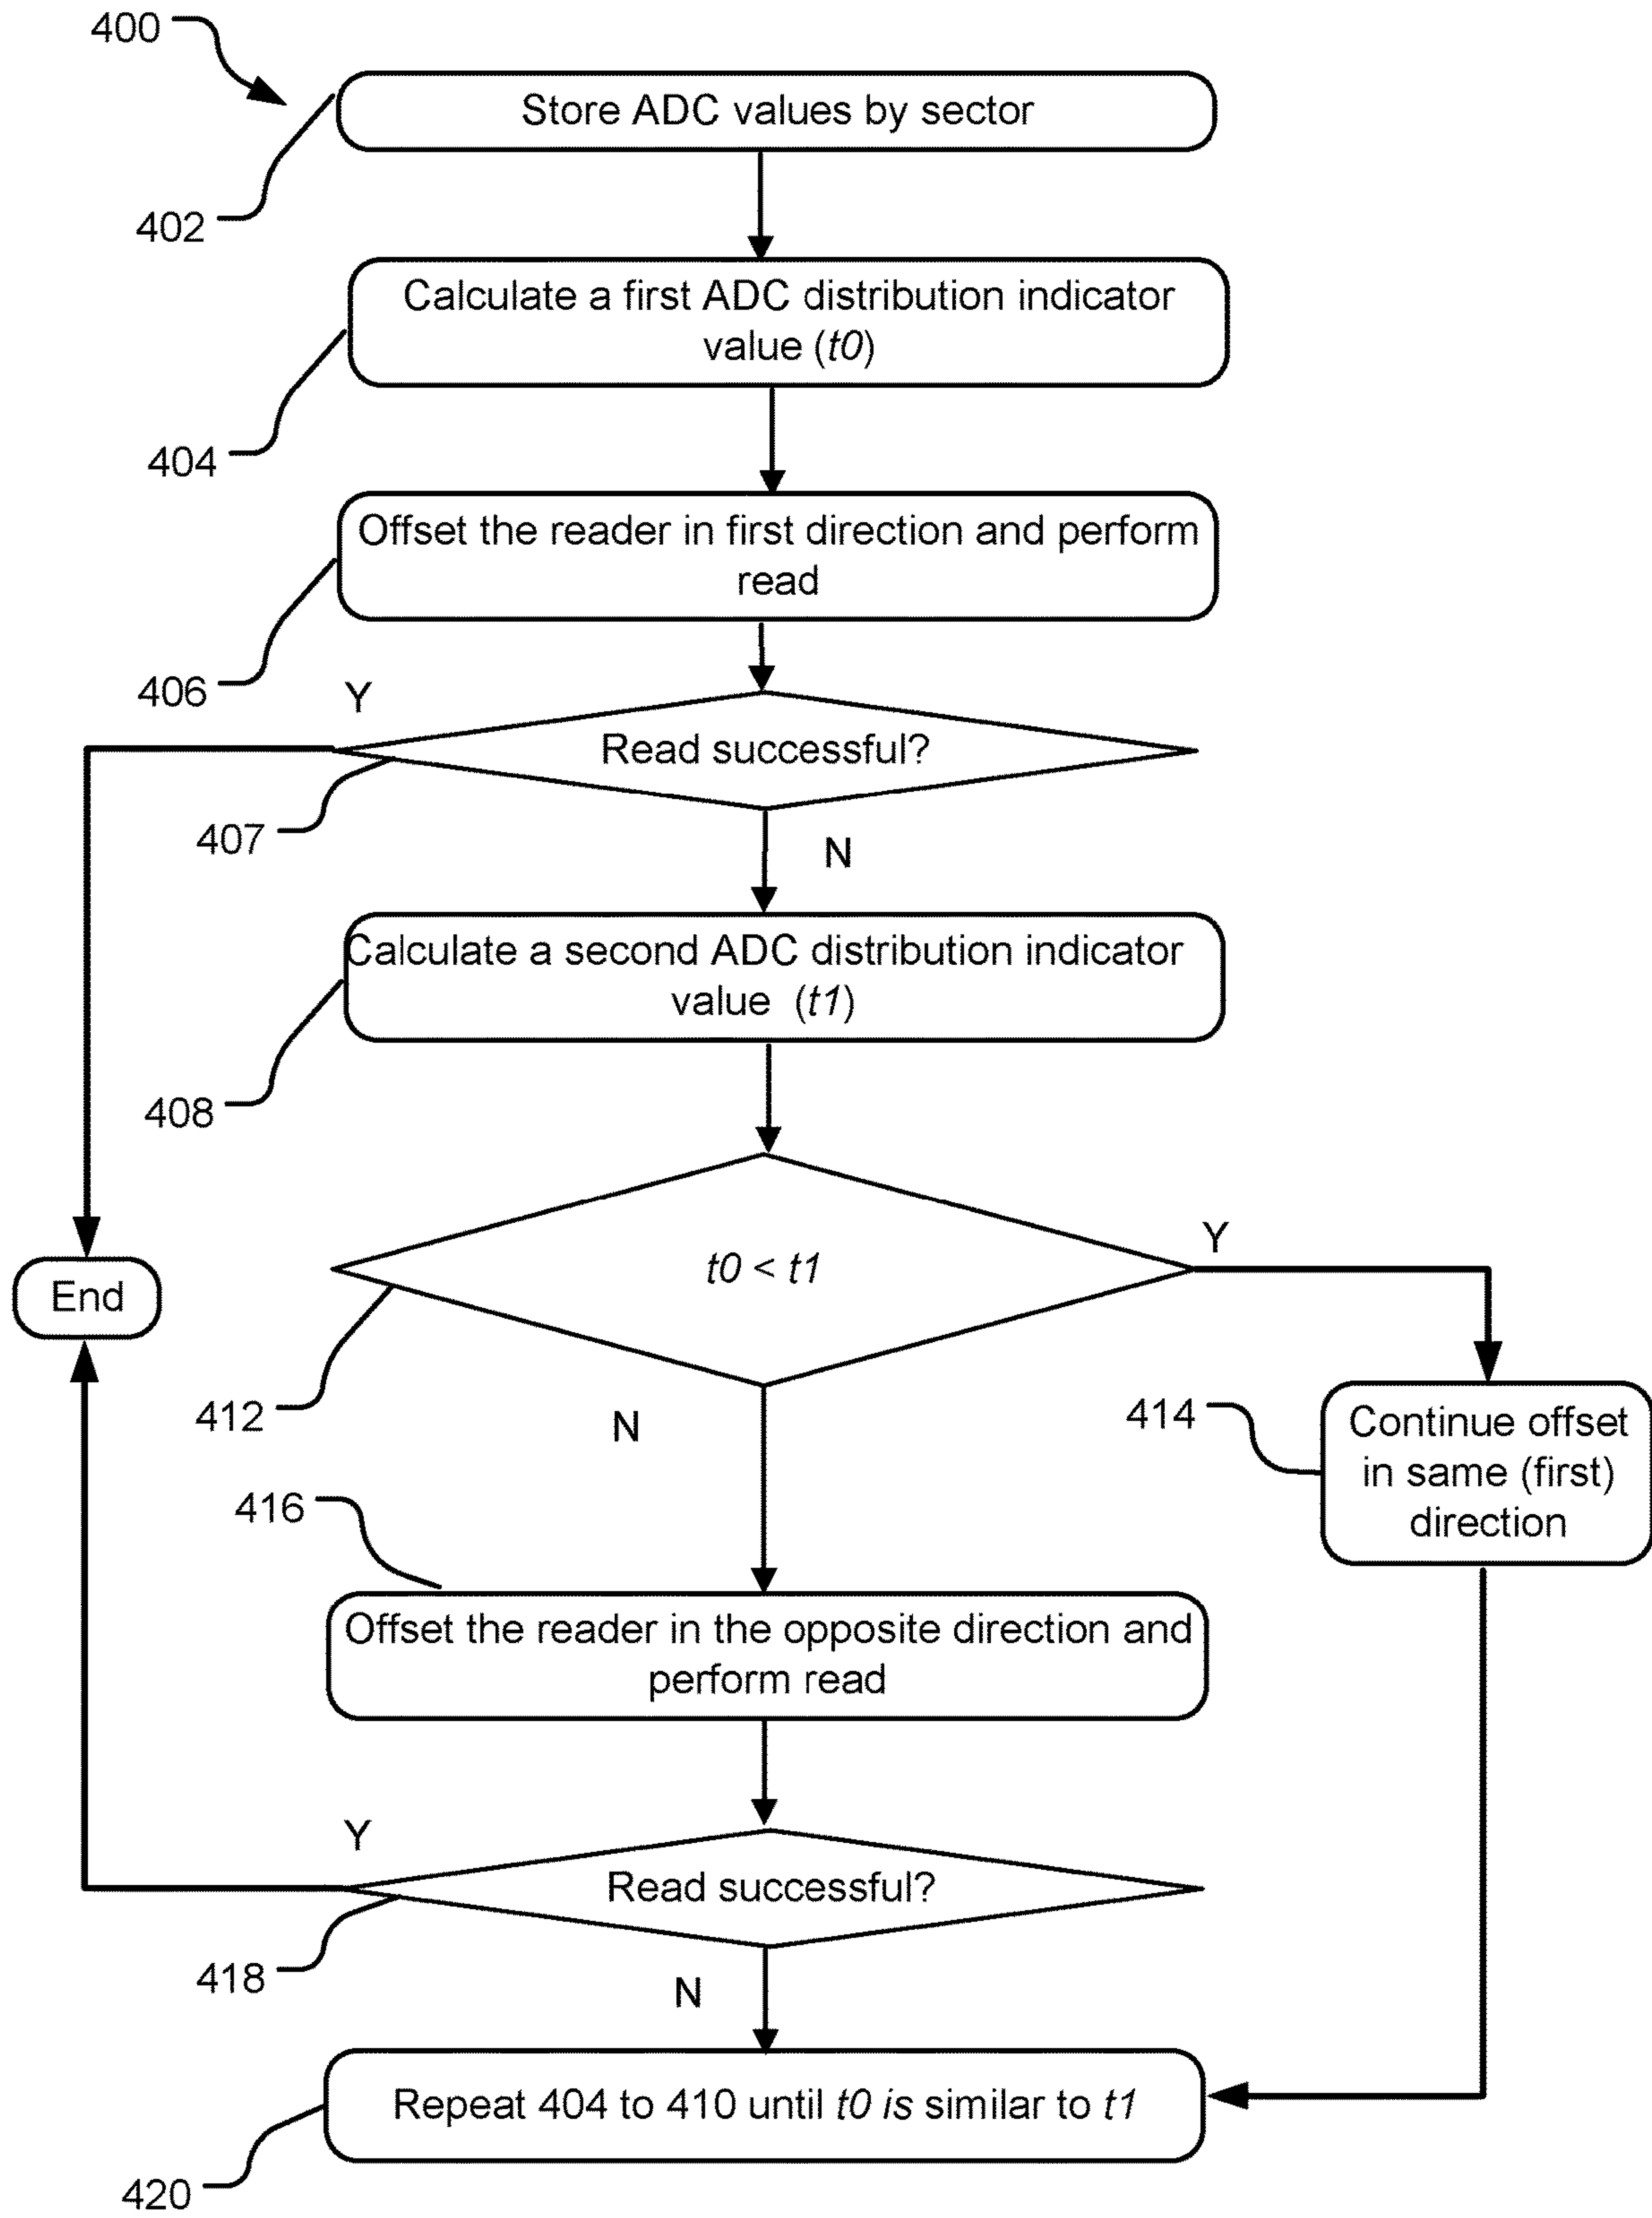 400
Store ADC values by sector
402
Calculate a first ADC distribution indicator
value (t0)
404
Offset the reader in first direction and perform
read
406
Y
Read successful?
407
N
Calculate a second ADC distribution indicator
value (t1)
408
Y
t0 < t1
End
412
N
414
Continue offset
in same (first)
direction
416
Offset the reader in the opposite direction and
perform read
Y
Read successful?
418
N
Repeat 404 to 410 until t0 is similar to t1
420